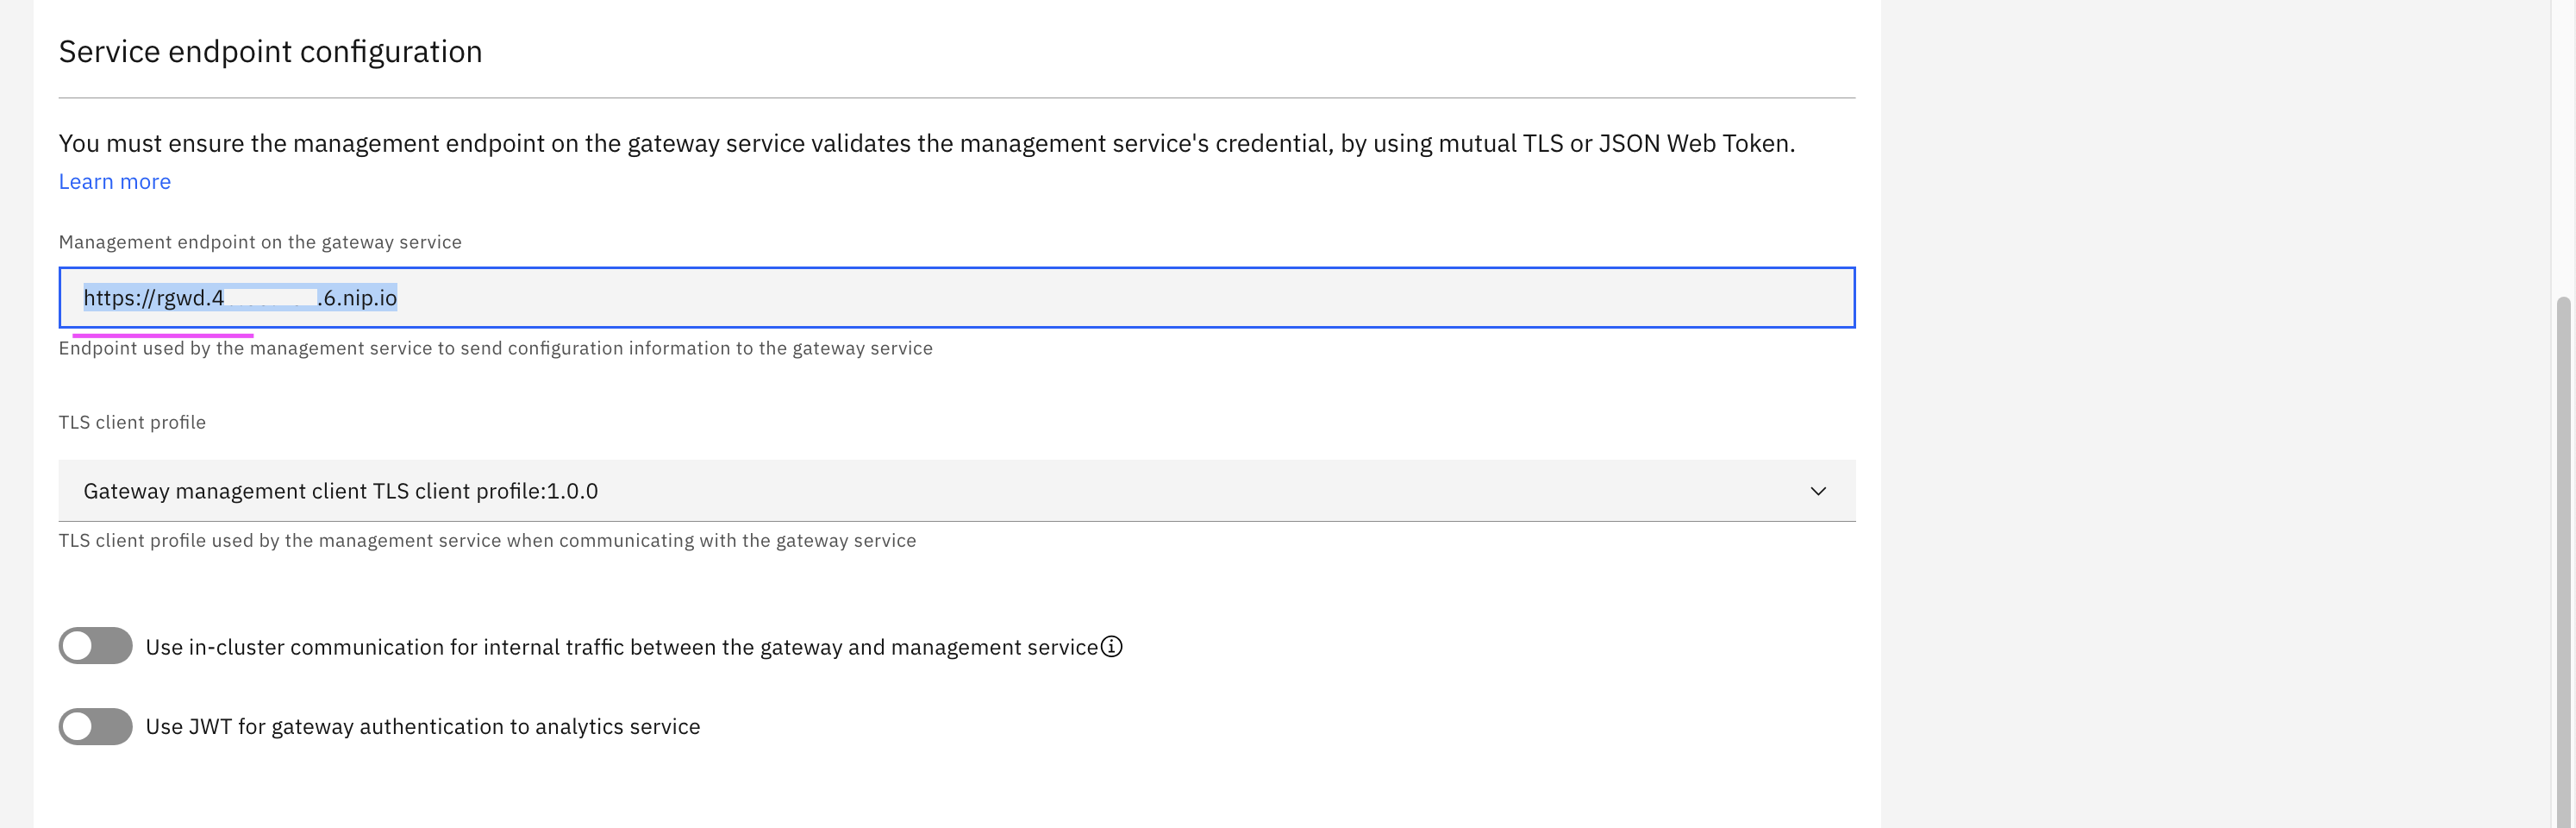 Service endpoint configuration
You must ensure the management endpoint on the gateway service validates the management service's credential, by using mutual TLS or JSON Web Token.
Learn more
Management endpoint on the gateway service
https://rgwd.4 .6.nip.io
Endpoint used by the management service to send configuration information to the gateway service
TLS client profile
Gateway management client TLS client profile:1.0.0
TLS client profile used by the management service when communicating with the gateway service
Use in-cluster communication for internal traffic between the gateway and management service
Use JWT for gateway authentication to analytics service